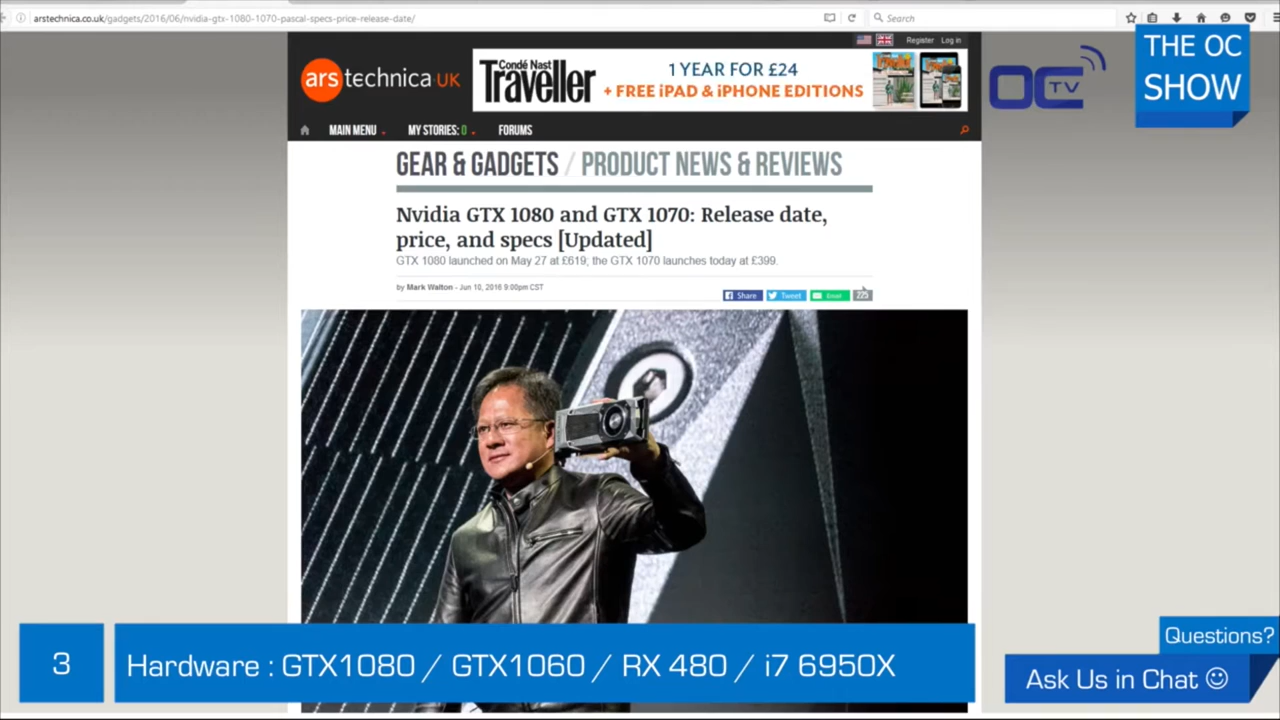 arstechnica.co.uk/gadgets/2016/06/nvidia-gtx-1080-1070-pascal-specs-price-release-date/
Search
Register Log in
THE OC
SHOW
OC
TV
ars technica UK
Condé Nast
Traveller
1 YEAR FOR £24
+ FREE iPAD & iPHONE EDITIONS
MAIN MENU MY STORIES: 0 FORUMS
GEAR & GADGETS / PRODUCT NEWS & REVIEWS
Nvidia GTX 1080 and GTX 1070: Release date,
price, and specs [Updated]
GTX 1080 launched on May 27 at £619; the GTX 1070 launches today at £399.
by Mark Walton - Jun 10, 2016 9:00pm CST
Share Tweet Email 225
Questions?
3
Hardware : GTX1080 / GTX1060 / RX 480 / i7 6950X
Ask Us in Chat ☺